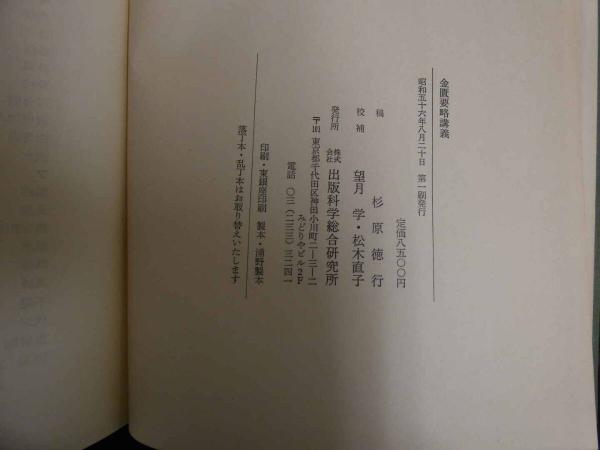 金匱要略講義
昭和五十六年八月二十日　第一刷発行
定価八五〇〇円
稿　杉原徳行
校補　望月学・松木直子
発行所　株式会社　出版科学総合研究所
〒101 東京都千代田区神田小川町二―三―二
みどりやビル2F
電話　〇三(二三三)三二四一
印刷・東銀座印刷　製本・浦野製本
落丁本・乱丁本はお取り替えいたします